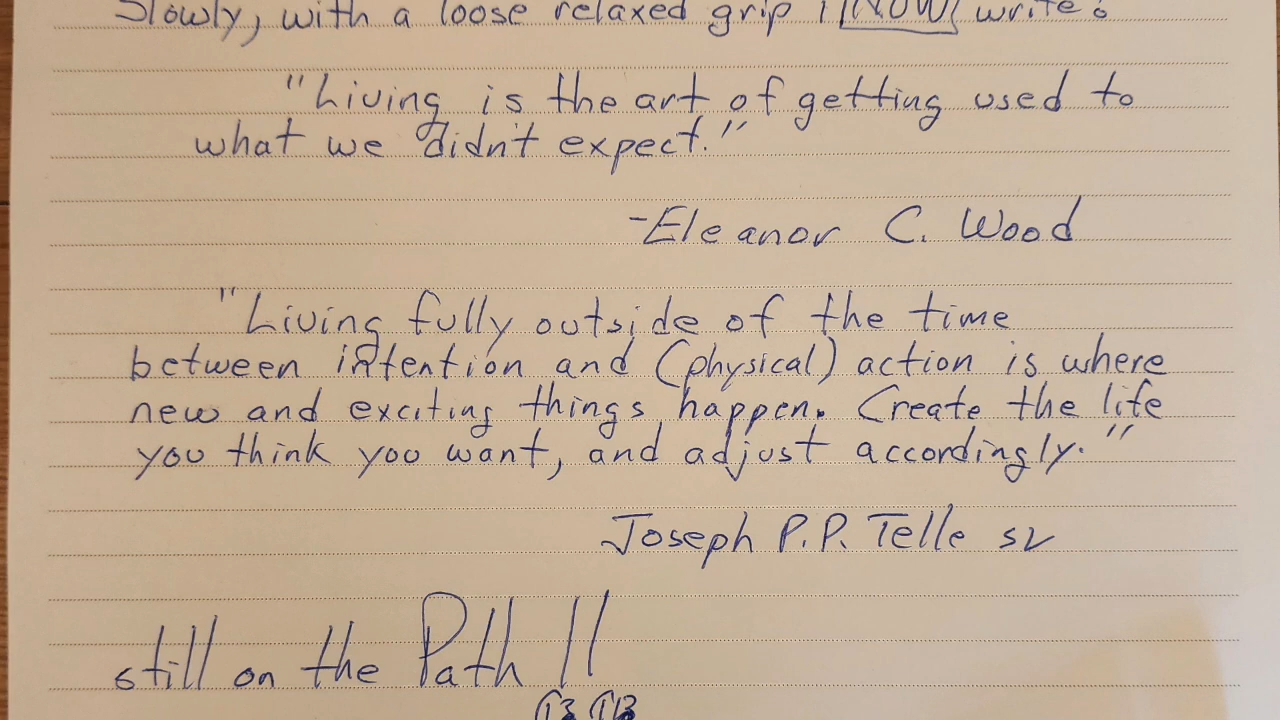 Slowly, with a loose relaxed grip I NOW write:
"Living is the art of getting used to
what we didn't expect."
-Eleanor C. Wood
"Living fully outside of the time
between intention and (physical) action is where
new and exciting things happen. Create the life
you think you want, and adjust accordingly."
Joseph P.P. Telle sr
still on the Path !!